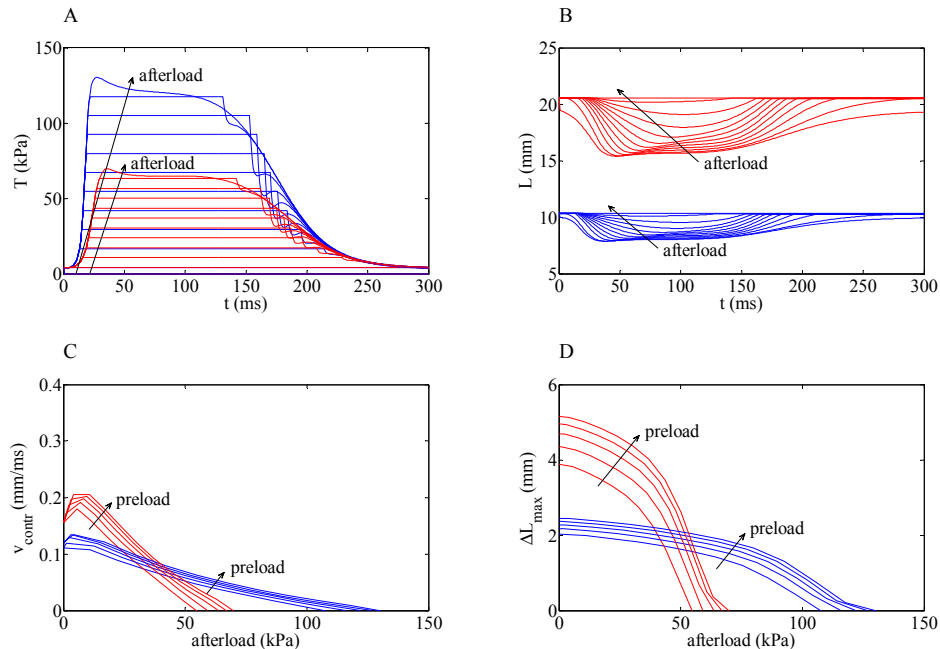 A
150
100
50
0
T (kPa)
afterload
afterload
0 50 100 150 200 250 300
t (ms)
B
25
20
15
10
5
L (mm)
afterload
afterload
0 50 100 150 200 250 300
t (ms)
C
0.4
0.3
0.2
0.1
0
v_contr (mm/ms)
preload
preload
0 50 100 150
afterload (kPa)
D
6
4
2
0
ΔL_max (mm)
preload
preload
0 50 100 150
afterload (kPa)